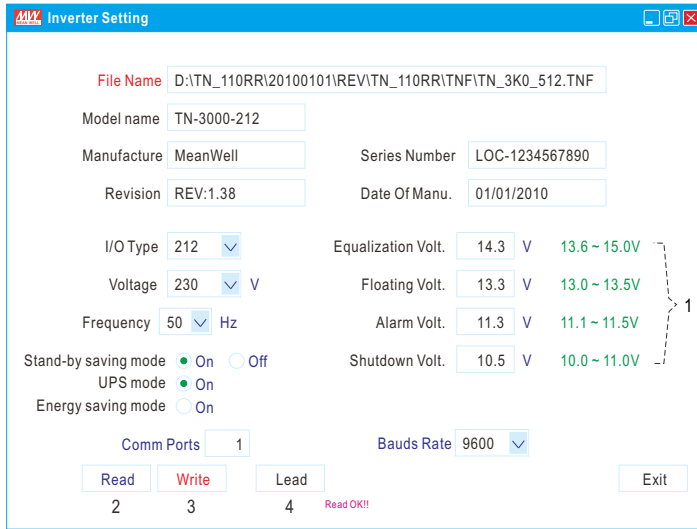 MW MEAN WELL Inverter Setting
File Name D:\TN_110RR\20100101\REV\TN_110RR\TNF\TN_3K0_512.TNF
Model name TN-3000-212
Manufacture MeanWell Series Number LOC-1234567890
Revision REV:1.38 Date Of Manu. 01/01/2010
I/O Type 212 Equalization Volt. 14.3 V 13.6 ~ 15.0V
Voltage 230 V Floating Volt. 13.3 V 13.0 ~ 13.5V
1
Frequency 50 Hz Alarm Volt. 11.3 V 11.1 ~ 11.5V
Stand-by saving mode On Off Shutdown Volt. 10.5 V 10.0 ~ 11.0V
UPS mode On
Energy saving mode On
Comm Ports 1 Bauds Rate 9600
Read Write Lead Exit
2 3 4 Read OK!!